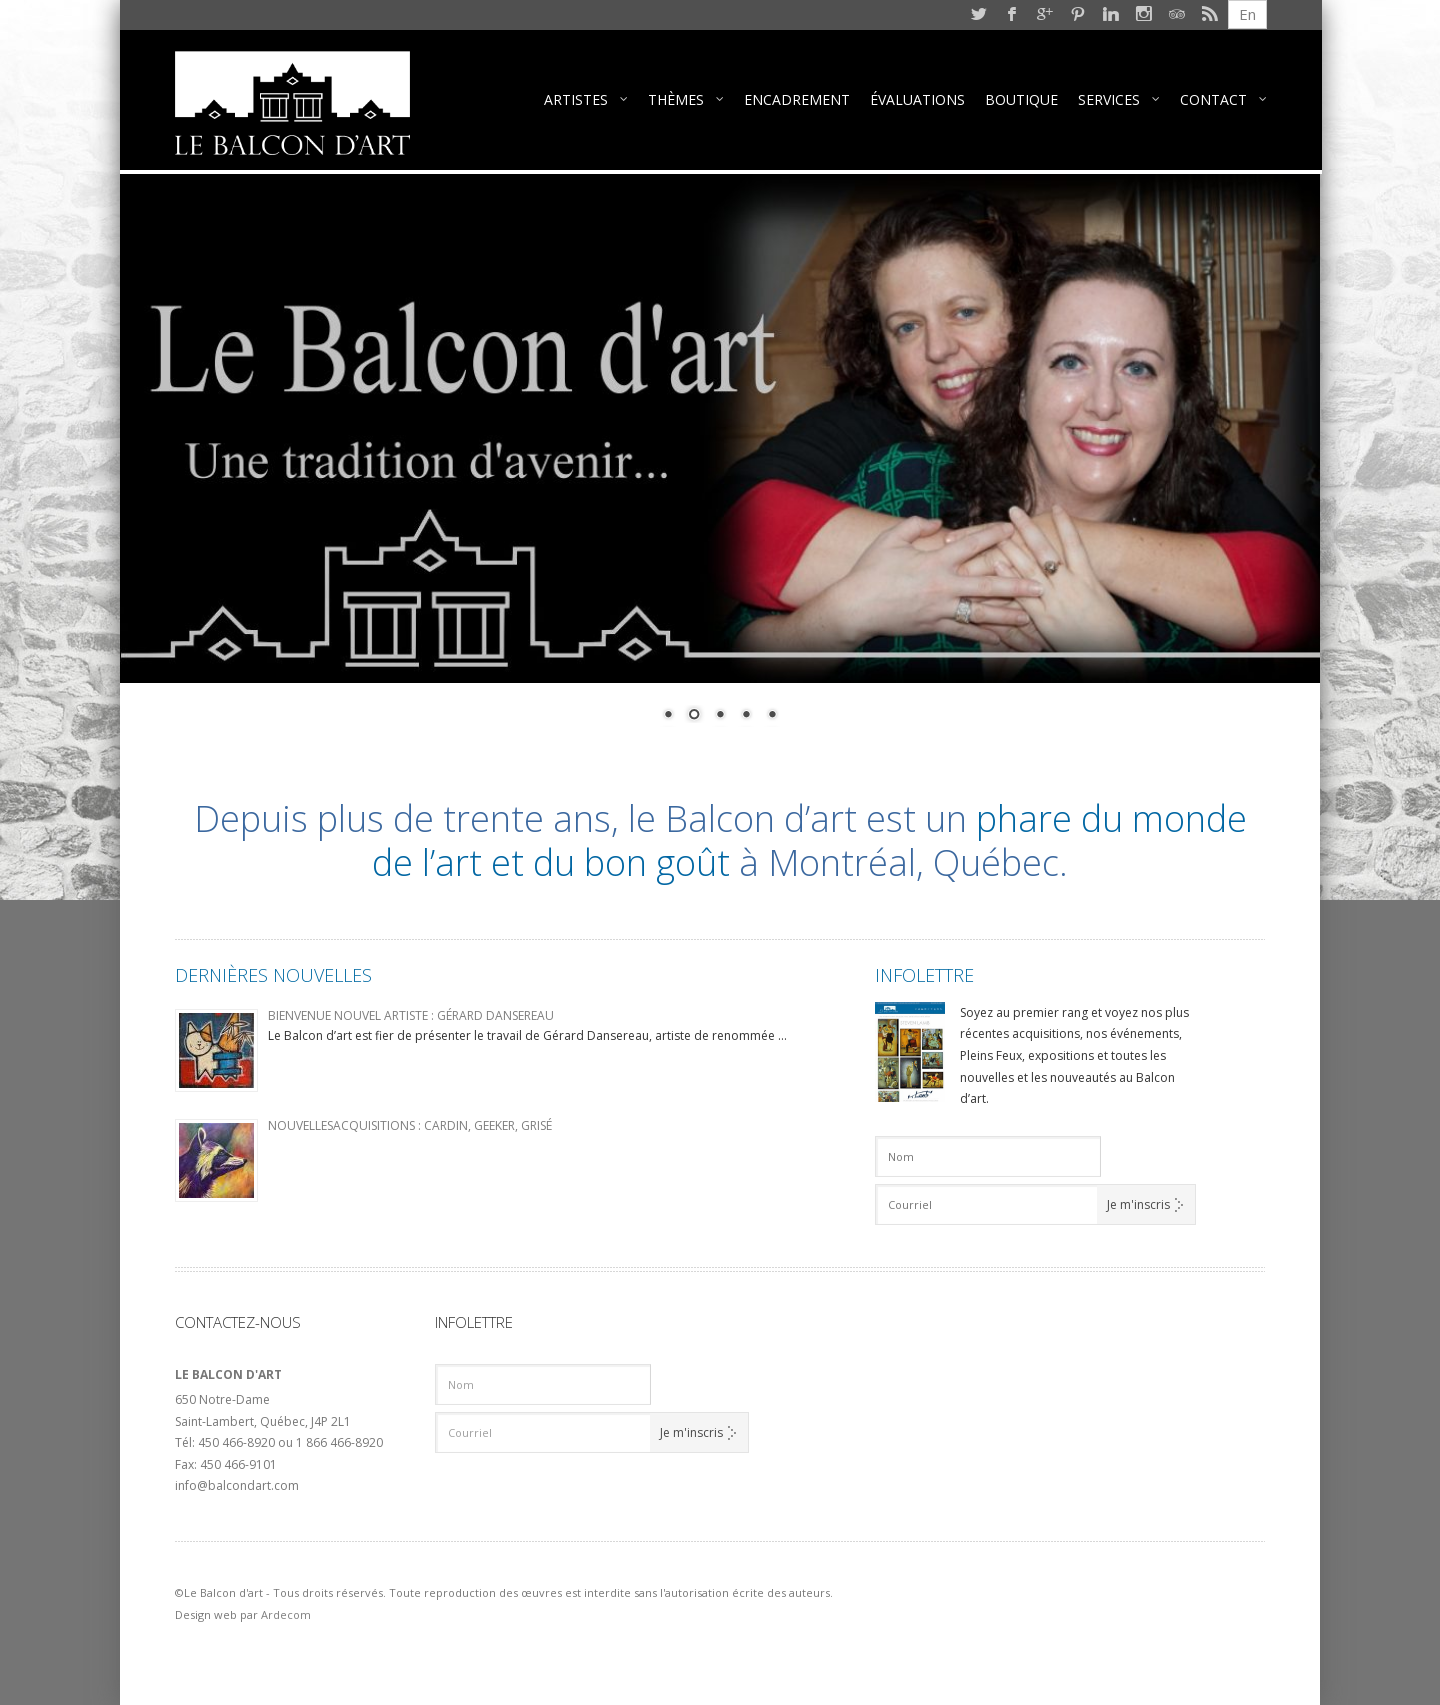 En
LE BALCON D'ART
ARTISTES THÈMES ENCADREMENT ÉVALUATIONS BOUTIQUE SERVICES CONTACT
Le Balcon d'art
Une tradition d'avenir...
Depuis plus de trente ans, le Balcon d’art est un phare du monde
de l’art et du bon goût à Montréal, Québec.
DERNIÈRES NOUVELLES
BIENVENUE NOUVEL ARTISTE : GÉRARD DANSEREAU
Le Balcon d’art est fier de présenter le travail de Gérard Dansereau, artiste de renommée ...
NOUVELLESACQUISITIONS : CARDIN, GEEKER, GRISÉ
INFOLETTRE
Soyez au premier rang et voyez nos plus
récentes acquisitions, nos événements,
Pleins Feux, expositions et toutes les
nouvelles et les nouveautés au Balcon
d’art.
Nom
Courriel Je m'inscris
CONTACTEZ-NOUS
LE BALCON D'ART
650 Notre-Dame
Saint-Lambert, Québec, J4P 2L1
Tél: 450 466-8920 ou 1 866 466-8920
Fax: 450 466-9101
info@balcondart.com
INFOLETTRE
Nom
Courriel Je m'inscris
©Le Balcon d'art - Tous droits réservés. Toute reproduction des œuvres est interdite sans l'autorisation écrite des auteurs.
Design web par Ardecom